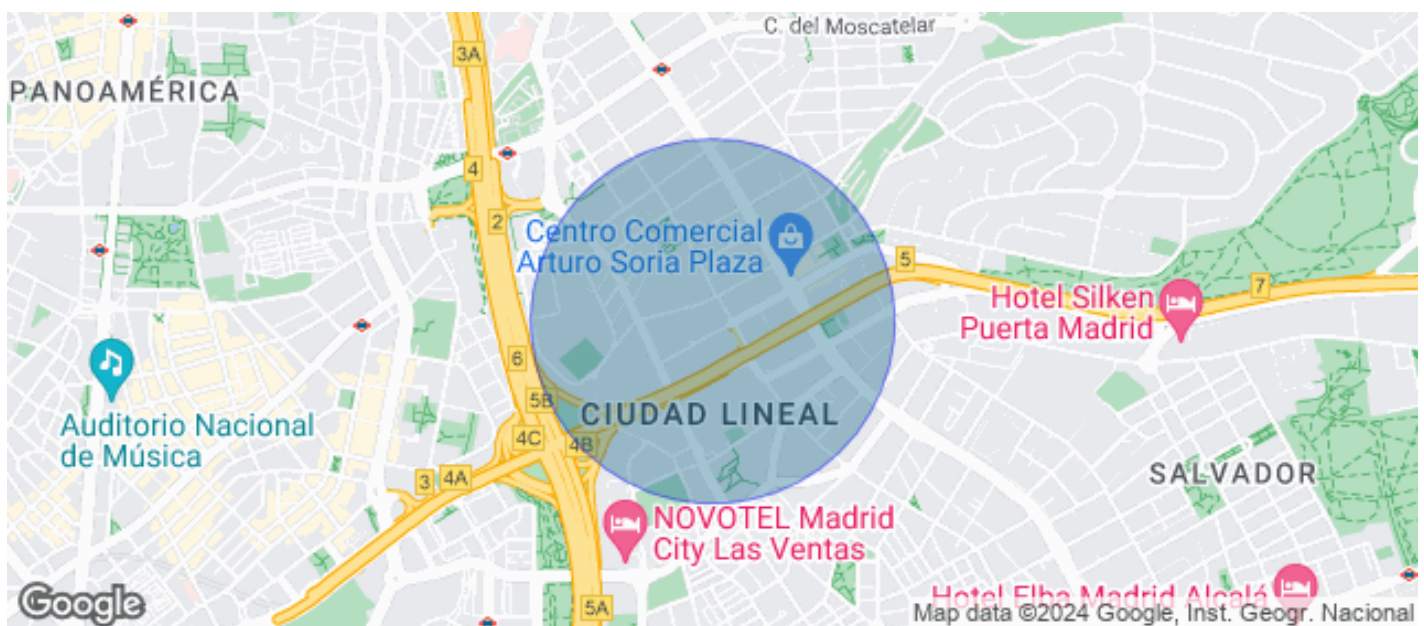 C. del Moscatelar
3A
PANOAMÉRICA
4
2
Centro Comercial
Arturo Soria Plaza
5
7
Hotel Silken
Puerta Madrid
6
5B
CIUDAD LINEAL
Auditorio Nacional
de Música
4C
4B
3
4A
SALVADOR
NOVOTEL Madrid
City Las Ventas
Hotel Elba Madrid Alcalá
5A
Google
Map data ©2024 Google, Inst. Geogr. Nacional